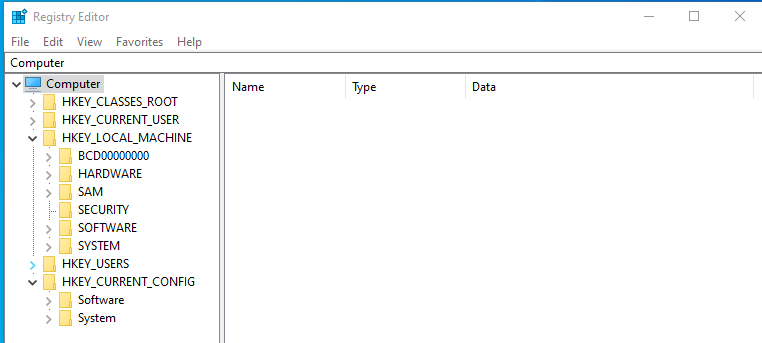 Registry Editor
File Edit View Favorites Help
Computer
Computer
Name Type Data
HKEY_CLASSES_ROOT
HKEY_CURRENT_USER
HKEY_LOCAL_MACHINE
BCD00000000
HARDWARE
SAM
SECURITY
SOFTWARE
SYSTEM
HKEY_USERS
HKEY_CURRENT_CONFIG
Software
System